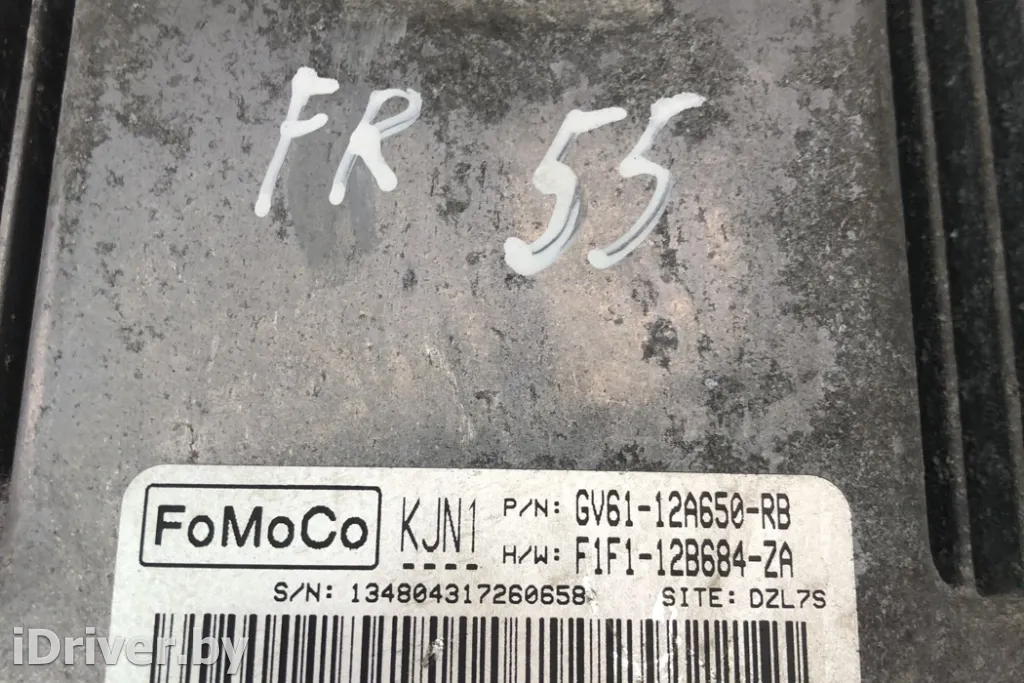 FR 55
FoMoCo KJN1 P/N: GV61-12A650-RB
H/W: F1F1-12B684-ZA
S/N: 134804317260658 SITE: DZL7S
iDriver.by